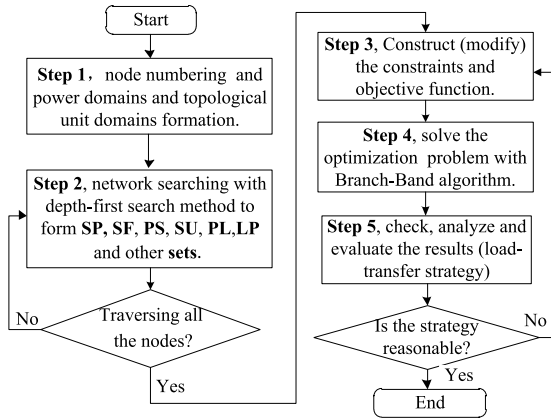 Start
Step 1，node numbering and
power domains and topological
unit domains formation.
Step 2, network searching with
depth-first search method to
form SP, SF, PS, SU, PL,LP
and other sets.
Traversing all
the nodes?
No
Yes
Step 3, Construct (modify)
the constraints and
objective function.
Step 4, solve the
optimization problem with
Branch-Band algorithm.
Step 5, check, analyze and
evaluate the results (load-
transfer strategy)
Is the strategy
reasonable?
No
Yes
End